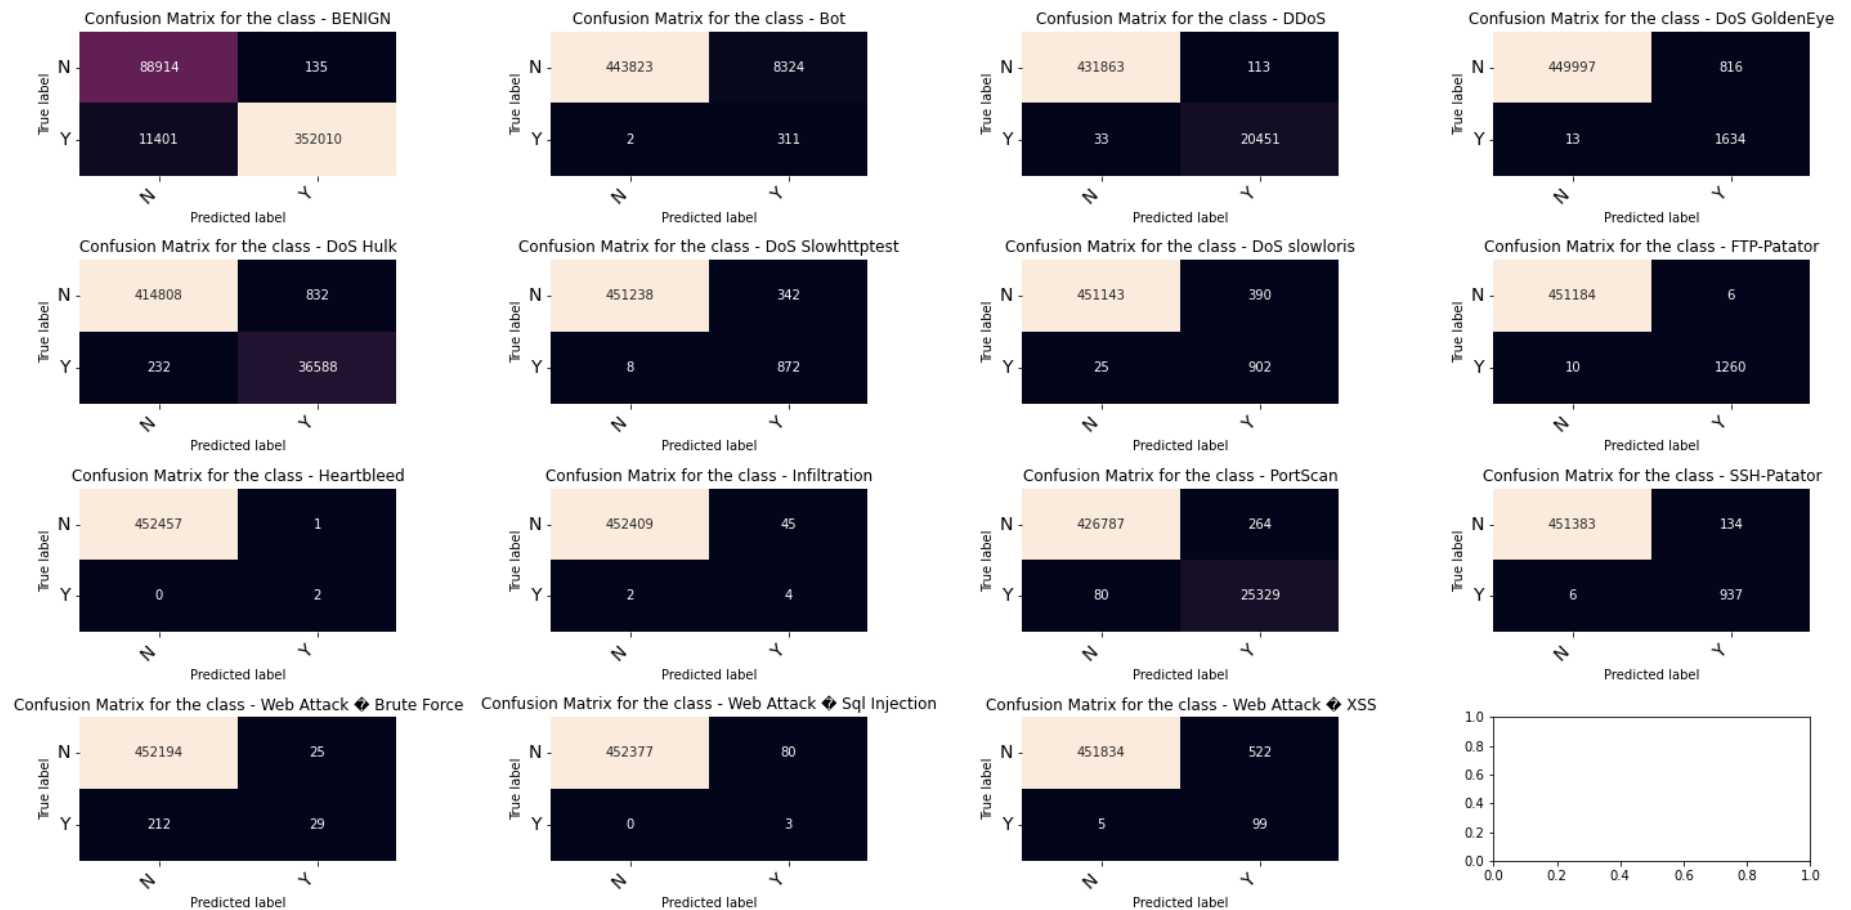 Confusion Matrix for the class - BENIGN
True label
N 88914 135
Y 11401 352010
N Y
Predicted label
Confusion Matrix for the class - Bot
True label
N 443823 8324
Y 2 311
N Y
Predicted label
Confusion Matrix for the class - DDoS
True label
N 431863 113
Y 33 20451
N Y
Predicted label
Confusion Matrix for the class - DoS GoldenEye
True label
N 449997 816
Y 13 1634
N Y
Predicted label
Confusion Matrix for the class - DoS Hulk
True label
N 414808 832
Y 232 36588
N Y
Predicted label
Confusion Matrix for the class - DoS Slowhttptest
True label
N 451238 342
Y 8 872
N Y
Predicted label
Confusion Matrix for the class - DoS slowloris
True label
N 451143 390
Y 25 902
N Y
Predicted label
Confusion Matrix for the class - FTP-Patator
True label
N 451184 6
Y 10 1260
N Y
Predicted label
Confusion Matrix for the class - Heartbleed
True label
N 452457 1
Y 0 2
N Y
Predicted label
Confusion Matrix for the class - Infiltration
True label
N 452409 45
Y 2 4
N Y
Predicted label
Confusion Matrix for the class - PortScan
True label
N 426787 264
Y 80 25329
N Y
Predicted label
Confusion Matrix for the class - SSH-Patator
True label
N 451383 134
Y 6 937
N Y
Predicted label
Confusion Matrix for the class - Web Attack � Brute Force
True label
N 452194 25
Y 212 29
N Y
Predicted label
Confusion Matrix for the class - Web Attack � Sql Injection
True label
N 452377 80
Y 0 3
N Y
Predicted label
Confusion Matrix for the class - Web Attack � XSS
True label
N 451834 522
Y 5 99
N Y
Predicted label
1.0
0.8
0.6
0.4
0.2
0.0
0.0 0.2 0.4 0.6 0.8 1.0